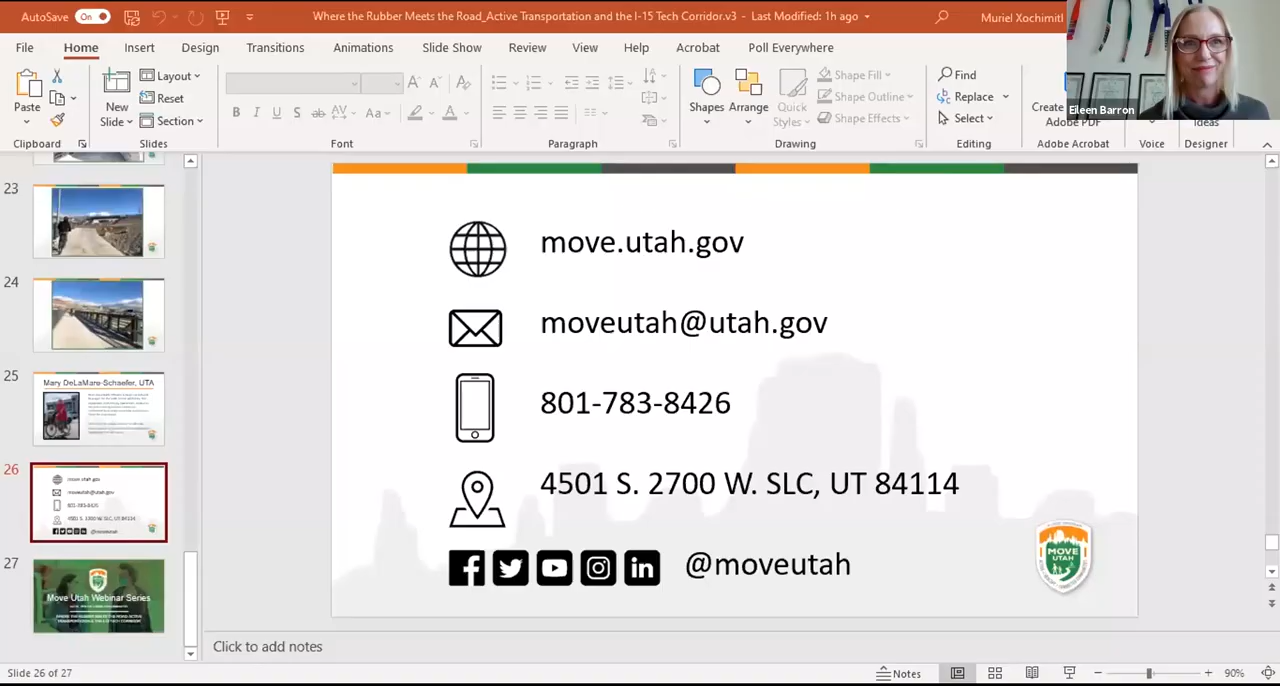 AutoSave On
Where the Rubber Meets the Road_Active Transportation and the I-15 Tech Corridor.v3 - Last Modified: 1h ago
Muriel Xochimitl
File Home Insert Design Transitions Animations Slide Show Review View Help Acrobat Poll Everywhere
Eileen Barron
Paste
Clipboard
New Slide
Layout
Reset
Section
Slides
Font
Paragraph
Shapes
Arrange
Quick Styles
Shape Fill
Shape Outline
Shape Effects
Drawing
Find
Replace
Select
Editing
Create
Adobe PDF
Adobe Acrobat
Voice
Ideas
Designer
23
24
25
Mary DeLaMare-Schaefer, UTA
26
27
Move Utah Webinar Series
move.utah.gov
moveutah@utah.gov
801-783-8426
4501 S. 2700 W. SLC, UT 84114
@moveutah
MOVE
UTAH
Click to add notes
Slide 26 of 27
Notes
90%